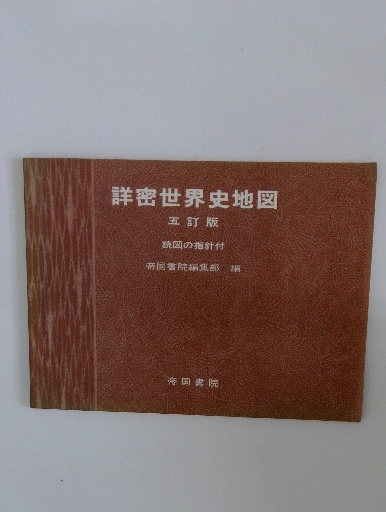 詳密世界史地図
五訂版
読図の指針付
帝国書院編集部 編
帝国書院